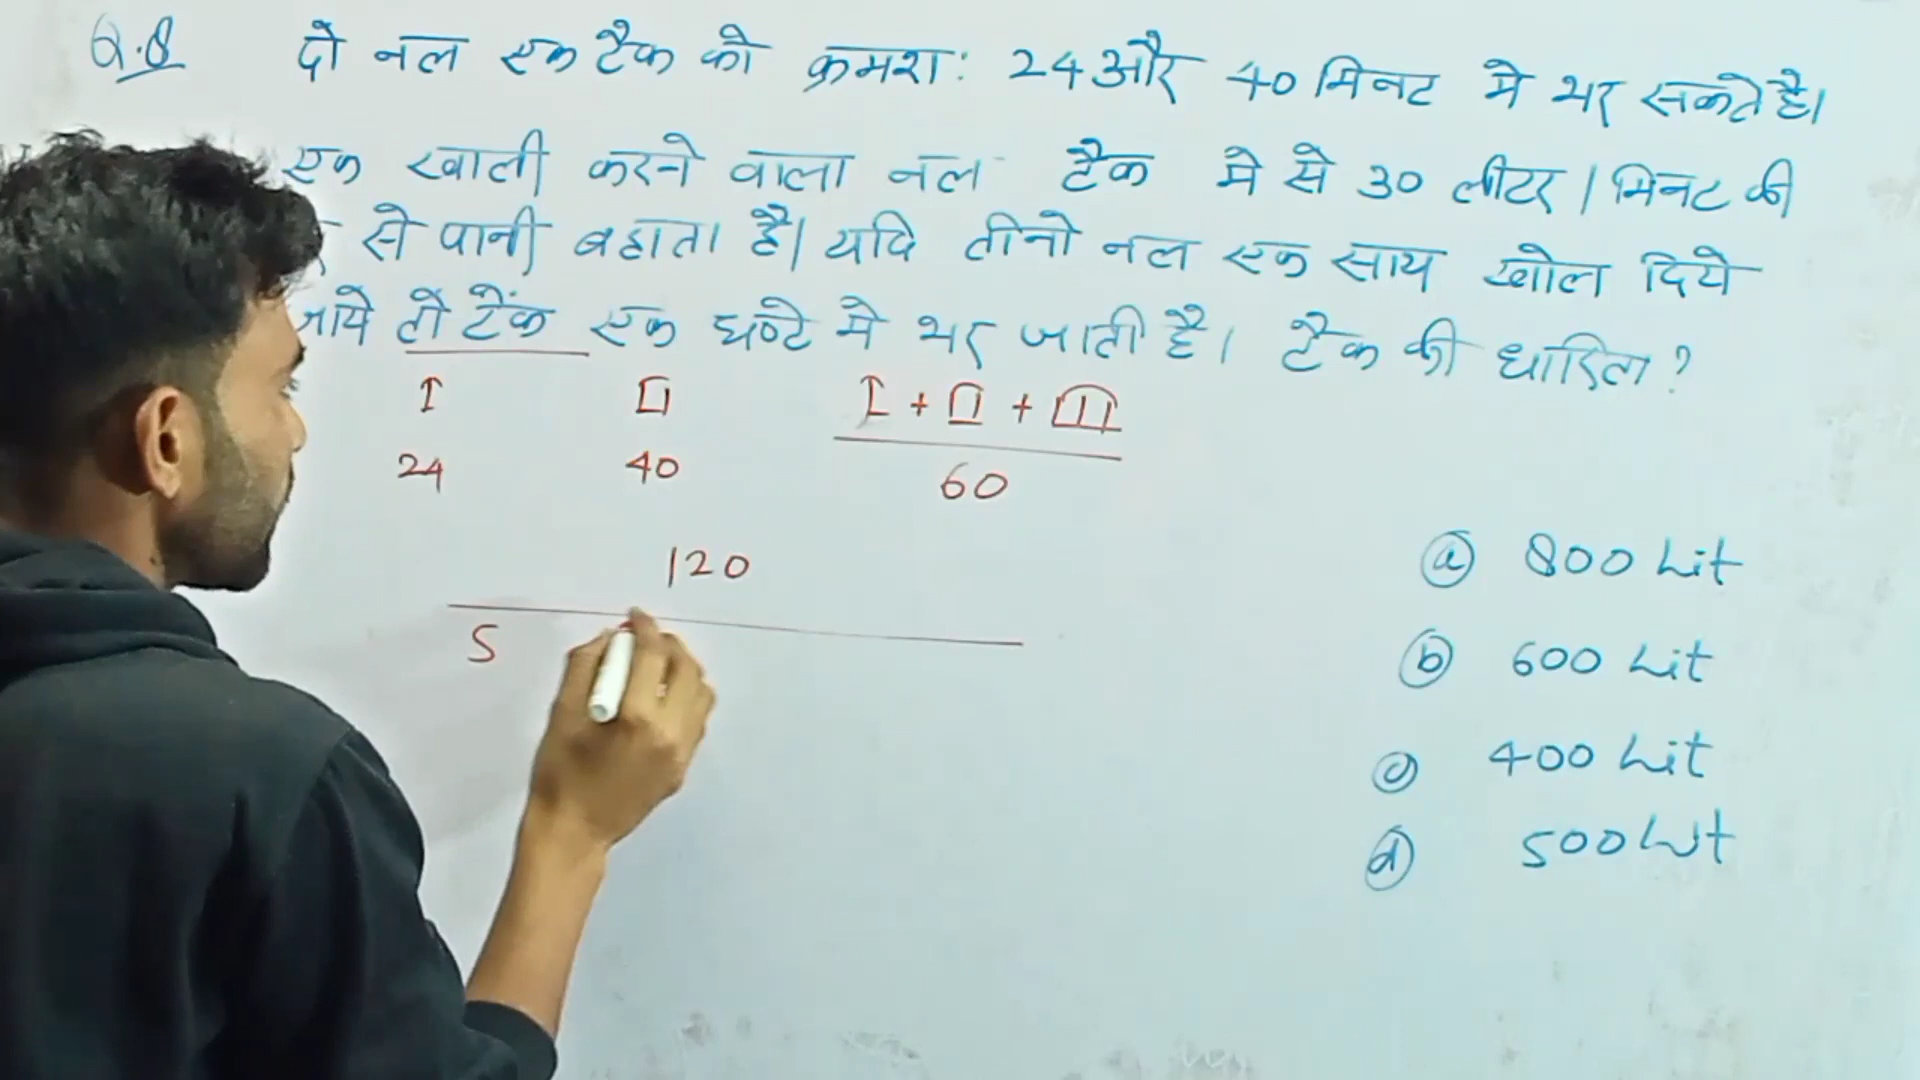 Q.8 दो नल एक टैक को क्रमश: 24 और 40 मिनट मे भर सकते है।
एक खाली करने वाला नल टैक मे से 30 लीटर / मिनट की
से पानी बहाता है। यदि तीनो नल एक साथ खोल दिये
जाये तो टेंक एक घण्टे मे भर जाती है। टैक की धारिता ?
I II I + II + III
24 40 60
120
5
(a) 800 Lit
(b) 600 Lit
(c) 400 Lit
(d) 500 Lit